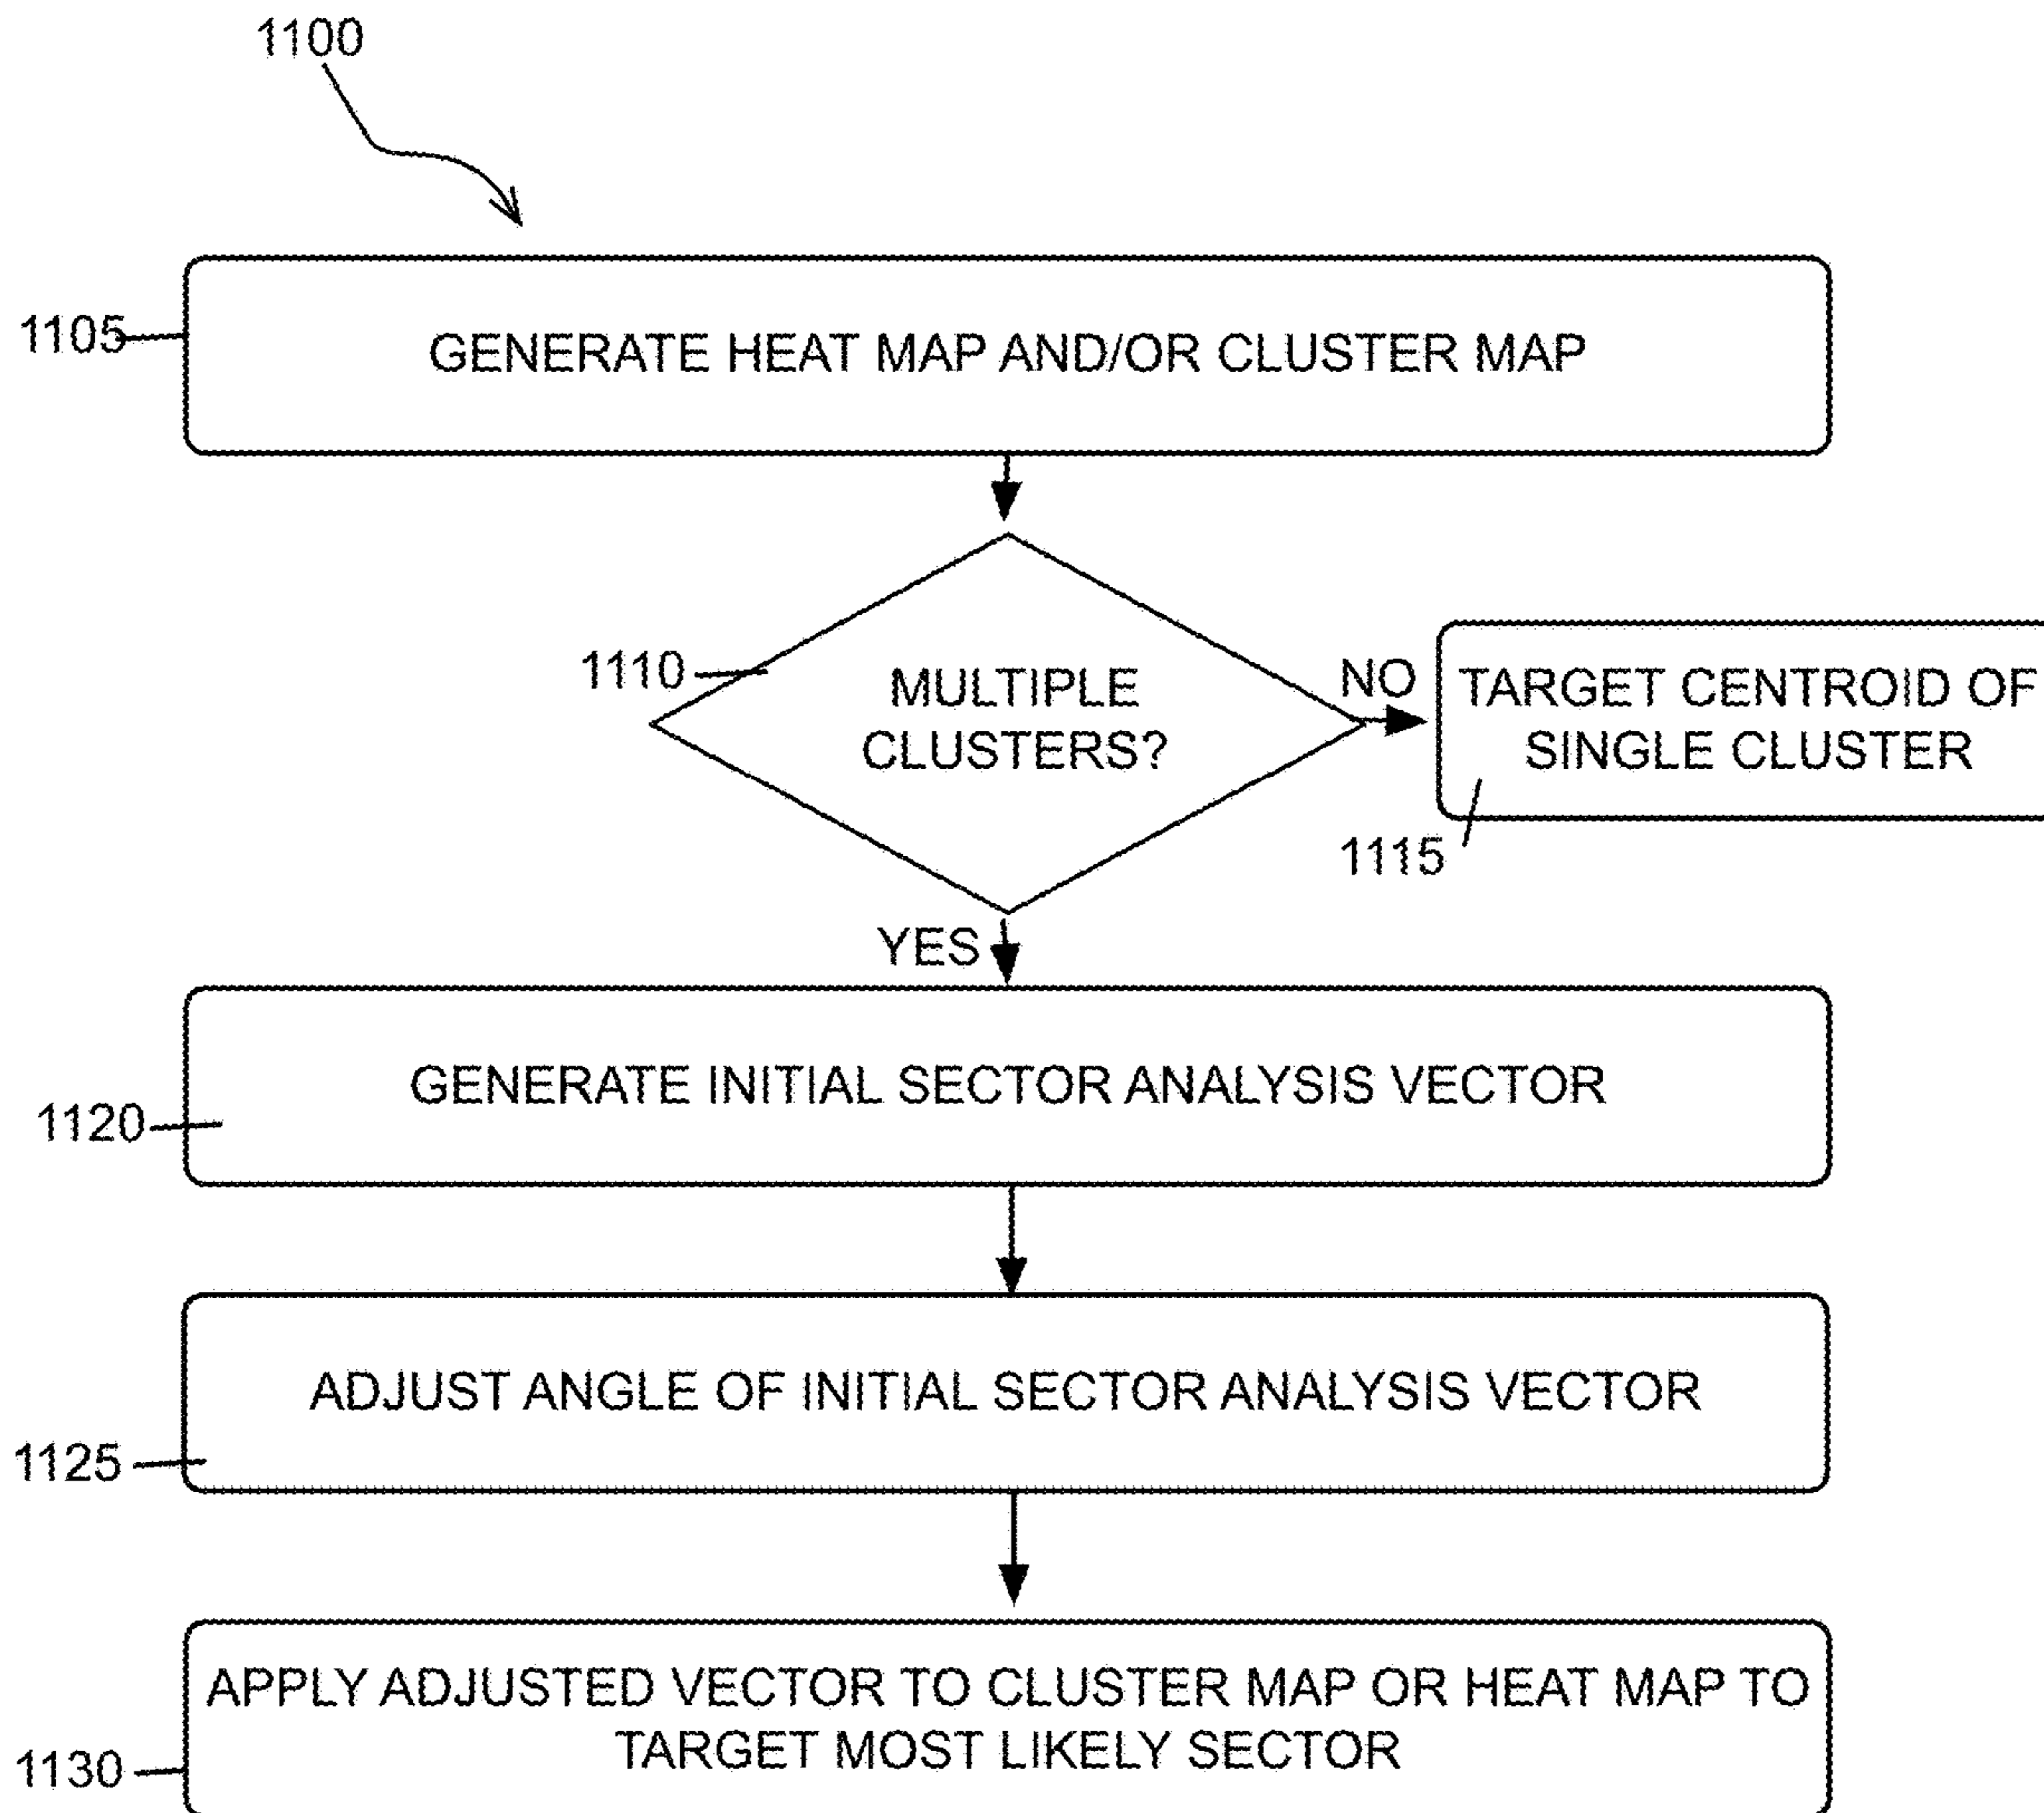 1100
1105
GENERATE HEAT MAP AND/OR CLUSTER MAP
1110
MULTIPLE
CLUSTERS?
NO
TARGET CENTROID OF
SINGLE CLUSTER
1115
YES
GENERATE INITIAL SECTOR ANALYSIS VECTOR
1120
ADJUST ANGLE OF INITIAL SECTOR ANALYSIS VECTOR
1125
APPLY ADJUSTED VECTOR TO CLUSTER MAP OR HEAT MAP TO
TARGET MOST LIKELY SECTOR
1130